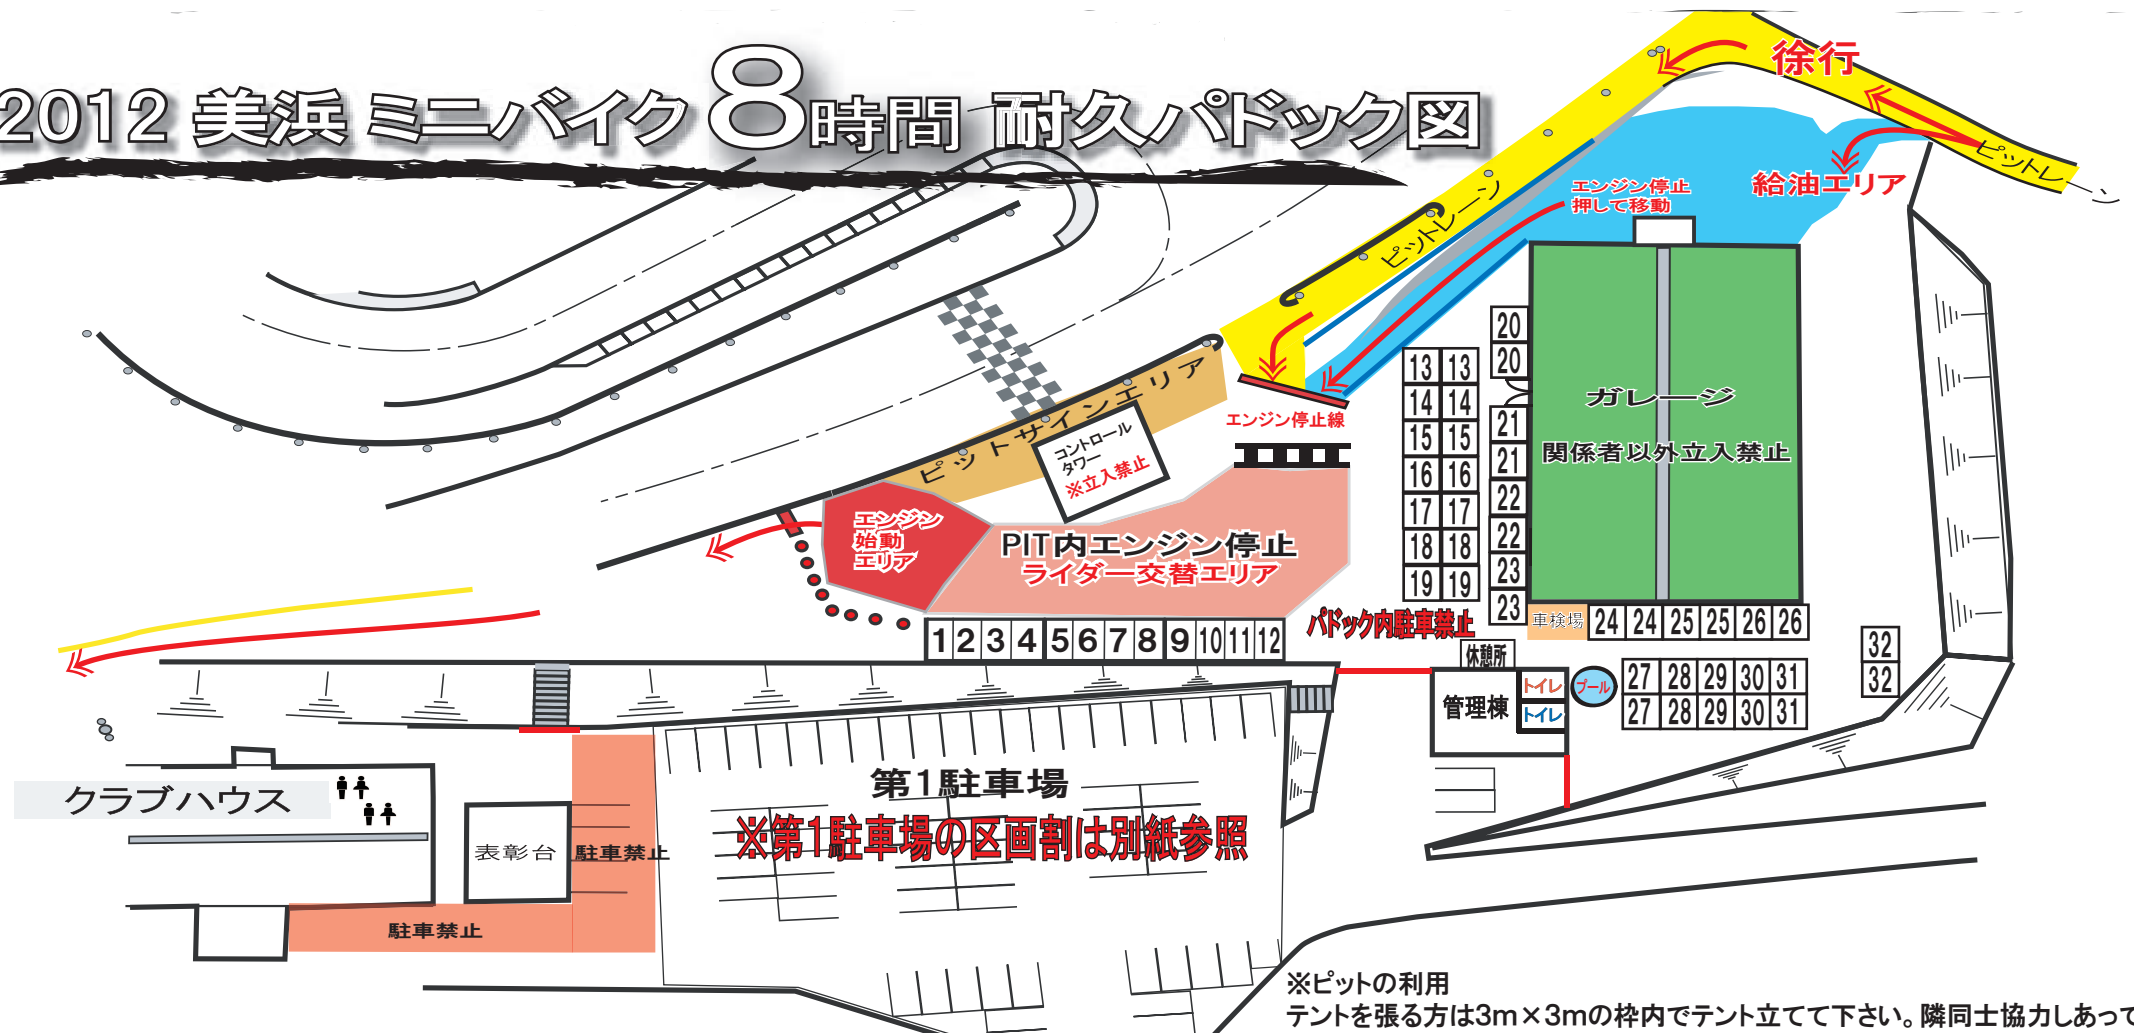 2012 美浜 ミニバイク 8時間 耐久パドック図
徐行
ピットレーン
給油エリア
エンジン停止
押して移動
ピットレーン
エンジン停止線
ピットサインエリア
コントロール
タワー
※立入禁止
エンジン
始動
エリア
PIT内エンジン停止
ライダー交替エリア
ガレージ
関係者以外立入禁止
20
20
13 13
14 14
15 15
16 16
17 17
18 18
19 19
21
21
22
22
23
23
車検場
24 24 25 25 26 26
1 2 3 4 5 6 7 8 9 10 11 12
パドック内駐車禁止
休憩所
管理棟
トイレ
トイレ
プール
27 28 29 30 31
27 28 29 30 31
32
32
第1駐車場
※第1駐車場の区画割は別紙参照
クラブハウス
表彰台
駐車禁止
駐車禁止
※ピットの利用
テントを張る方は3m×3mの枠内でテント立てて下さい。隣同士協力しあって